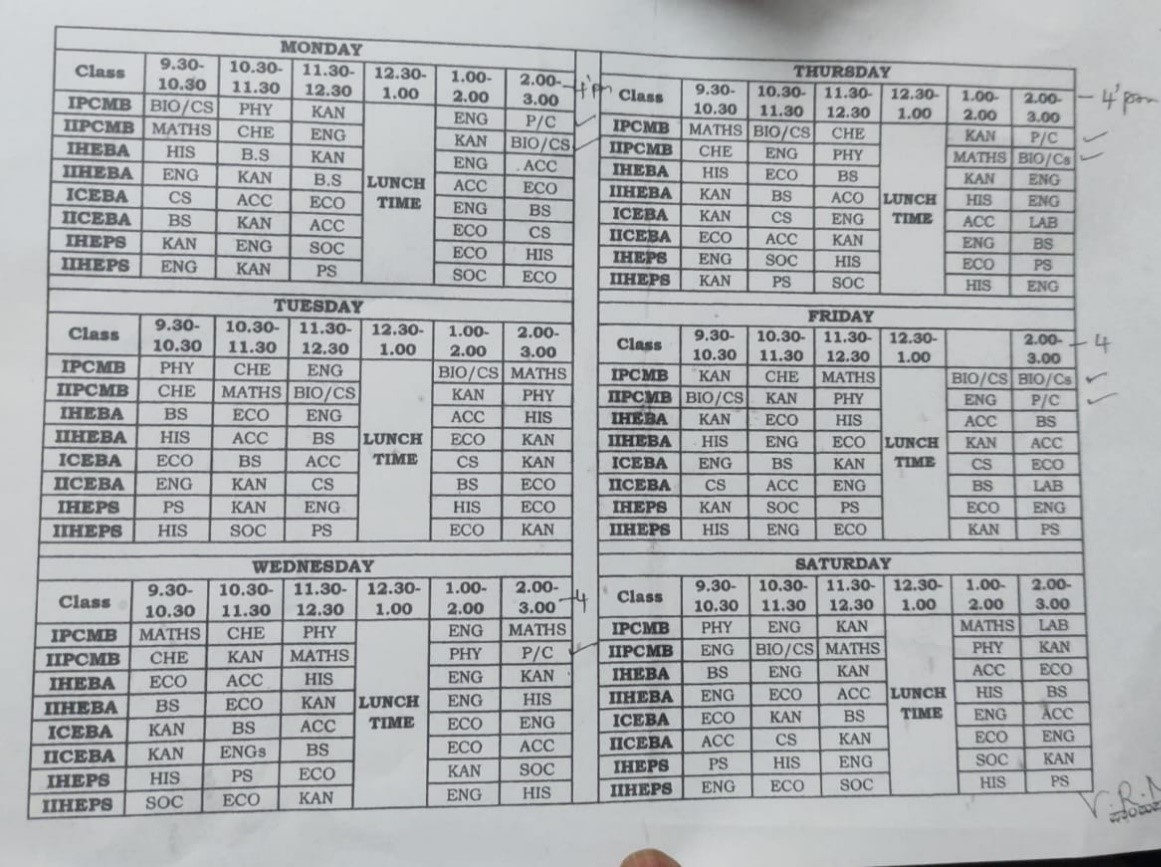 MONDAY
Class 9.30-10.30 10.30-11.30 11.30-12.30 12.30-1.00 1.00-2.00 2.00-3.00 4'pm
IPCMB BIO/CS PHY KAN ENG P/C
IIPCMB MATHS CHE ENG KAN BIO/CS
IHEBA HIS B.S KAN ENG ACC
IIHEBA ENG KAN B.S LUNCH TIME ACC ECO
ICEBA CS ACC ECO ENG BS
IICEBA BS KAN ACC ECO CS
IHEPS KAN ENG SOC ECO HIS
IIHEPS ENG KAN PS SOC ECO
TUESDAY
Class 9.30-10.30 10.30-11.30 11.30-12.30 12.30-1.00 1.00-2.00 2.00-3.00
IPCMB PHY CHE ENG BIO/CS MATHS
IIPCMB CHE MATHS BIO/CS KAN PHY
IHEBA BS ECO ENG ACC HIS
IIHEBA HIS ACC BS LUNCH TIME ECO KAN
ICEBA ECO BS ACC CS KAN
IICEBA ENG KAN CS BS ECO
IHEPS PS KAN ENG HIS ECO
IIHEPS HIS SOC PS ECO KAN
WEDNESDAY
Class 9.30-10.30 10.30-11.30 11.30-12.30 12.30-1.00 1.00-2.00 2.00-3.00 4
IPCMB MATHS CHE PHY ENG MATHS
IIPCMB CHE KAN MATHS PHY P/C
IHEBA ECO ACC HIS ENG KAN
IIHEBA BS ECO KAN LUNCH TIME ENG HIS
ICEBA KAN BS ACC ECO ENG
IICEBA KAN ENGs BS ECO ACC
IHEPS HIS PS ECO KAN SOC
IIHEPS SOC ECO KAN ENG HIS
THURSDAY
Class 9.30-10.30 10.30-11.30 11.30-12.30 12.30-1.00 1.00-2.00 2.00-3.00 4'pm
IPCMB MATHS BIO/CS CHE KAN P/C
IIPCMB CHE ENG PHY MATHS BIO/Cs
IHEBA HIS ECO BS KAN ENG
IIHEBA KAN BS ACO LUNCH TIME HIS ENG
ICEBA KAN CS ENG ACC LAB
IICEBA ECO ACC KAN ENG BS
IHEPS ENG SOC HIS ECO PS
IIHEPS KAN PS SOC HIS ENG
FRIDAY
Class 9.30-10.30 10.30-11.30 11.30-12.30 12.30-1.00 2.00-3.00 4
IPCMB KAN CHE MATHS BIO/CS BIO/Cs
IIPCMB BIO/CS KAN PHY ENG P/C
IHEBA KAN ECO HIS ACC BS
IIHEBA HIS ENG ECO LUNCH TIME KAN ACC
ICEBA ENG BS KAN CS ECO
IICEBA CS ACC ENG BS LAB
IHEPS KAN SOC PS ECO ENG
IIHEPS HIS ENG ECO KAN PS
SATURDAY
Class 9.30-10.30 10.30-11.30 11.30-12.30 12.30-1.00 1.00-2.00 2.00-3.00
IPCMB PHY ENG KAN MATHS LAB
IIPCMB ENG BIO/CS MATHS PHY KAN
IHEBA BS ENG KAN ACC ECO
IIHEBA ENG ECO ACC LUNCH TIME HIS BS
ICEBA ECO KAN BS ENG ACC
IICEBA ACC CS KAN ECO ENG
IHEPS PS HIS ENG SOC KAN
IIHEPS ENG ECO SOC HIS PS